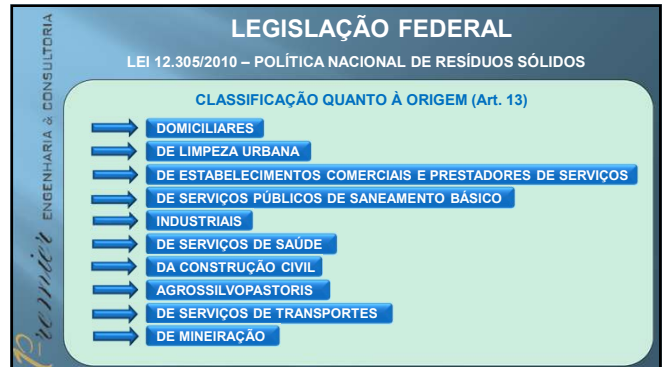 LEGISLAÇÃO FEDERAL
LEI 12.305/2010 – POLÍTICA NACIONAL DE RESÍDUOS SÓLIDOS
CLASSIFICAÇÃO QUANTO À ORIGEM (Art. 13)
DOMICILIARES
DE LIMPEZA URBANA
DE ESTABELECIMENTOS COMERCIAIS E PRESTADORES DE SERVIÇOS
DE SERVIÇOS PÚBLICOS DE SANEAMENTO BÁSICO
INDUSTRIAIS
DE SERVIÇOS DE SAÚDE
DA CONSTRUÇÃO CIVIL
AGROSSILVOPASTORIS
DE SERVIÇOS DE TRANSPORTES
DE MINEIRAÇÃO
Premier ENGENHARIA & CONSULTORIA